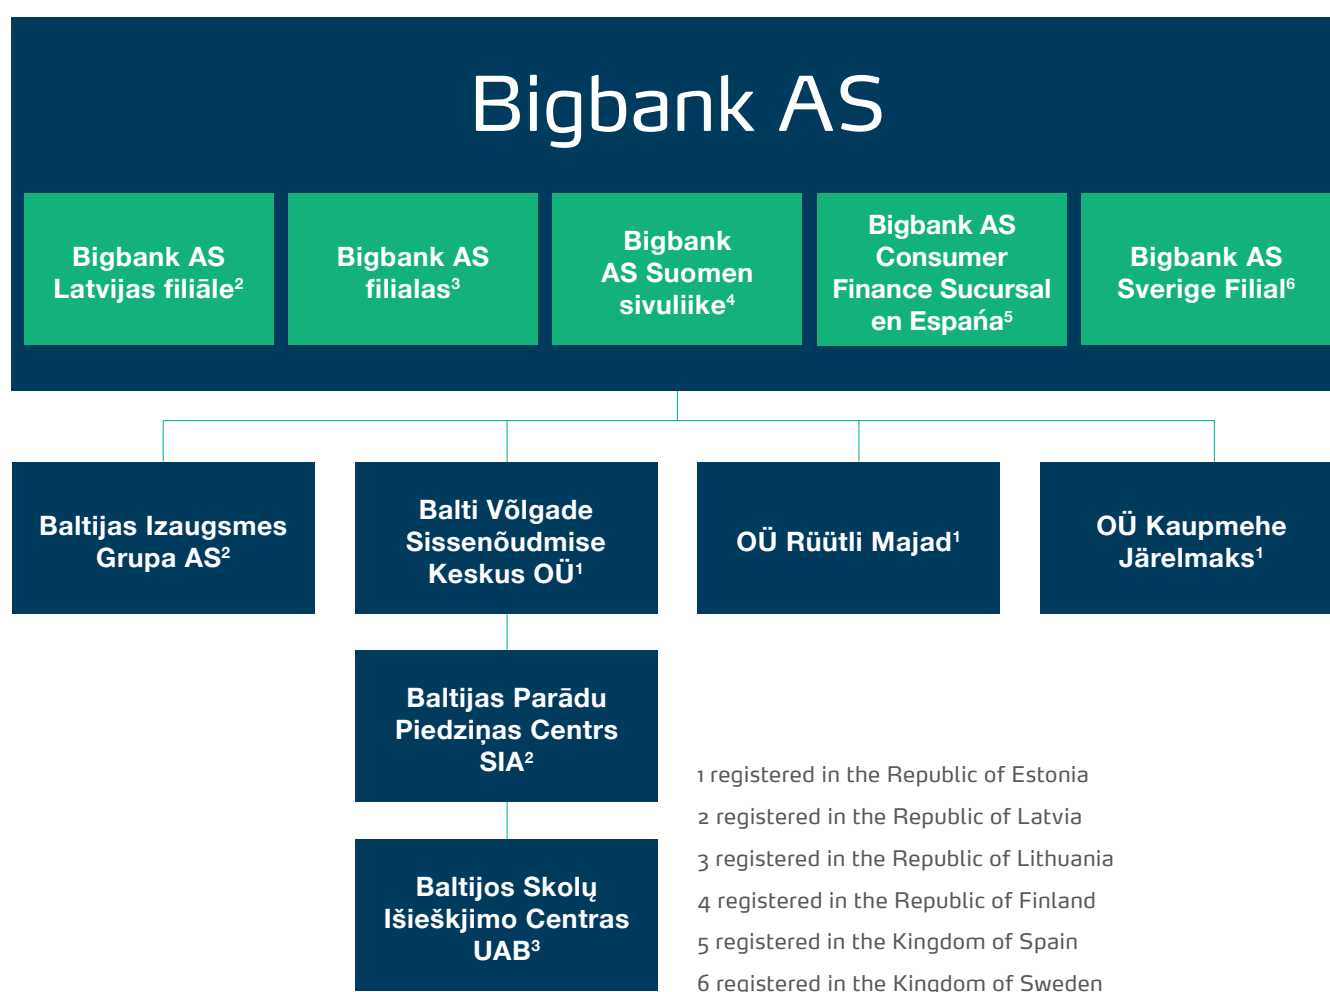 Bigbank AS
Bigbank AS
Latvijas filiāle²
Bigbank AS
filialas³
Bigbank
AS Suomen
sivuliike⁴
Bigbank AS
Consumer
Finance Sucursal
en Espańa⁵
Bigbank AS
Sverige Filial⁶
Baltijas Izaugsmes
Grupa AS²
Balti Võlgade
Sissenõudmise
Keskus OÜ¹
OÜ Rüütli Majad¹
OÜ Kaupmehe
Järelmaks¹
Baltijas Parādu
Piedziņas Centrs
SIA²
Baltijos Skolų
Išieškjimo Centras
UAB³
1 registered in the Republic of Estonia
2 registered in the Republic of Latvia
3 registered in the Republic of Lithuania
4 registered in the Republic of Finland
5 registered in the Kingdom of Spain
6 registered in the Kingdom of Sweden